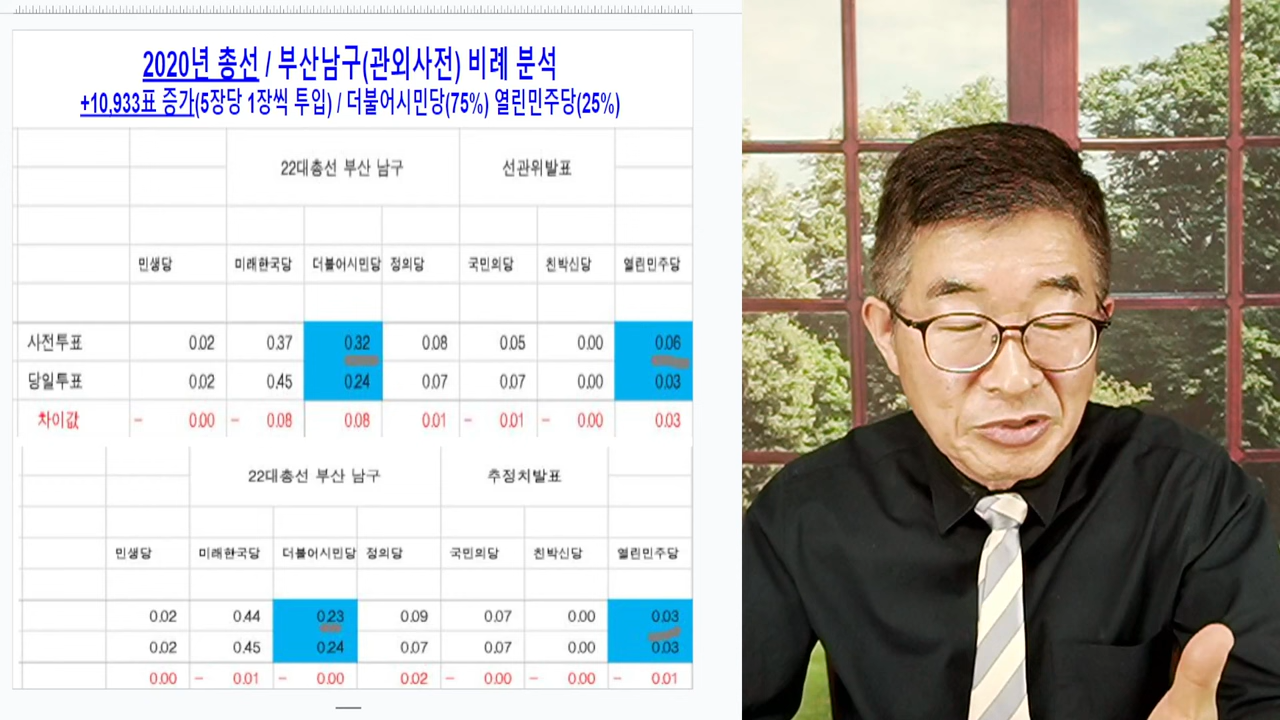 2020년 총선 / 부산남구(관외사전) 비례 분석
+10,933표 증가(5장당 1장씩 투입) / 더불어시민당(75%) 열린민주당(25%)
22대총선 부산 남구 선관위발표
민생당 미래한국당 더불어시민당 정의당 국민의당 친박신당 열린민주당
사전투표 0.02 0.37 0.32 0.08 0.05 0.00 0.06
당일투표 0.02 0.45 0.24 0.07 0.07 0.00 0.03
차이값 - 0.00 - 0.08 0.08 0.01 - 0.01 - 0.00 0.03
22대총선 부산 남구 추정치발표
민생당 미래한국당 더불어시민당 정의당 국민의당 친박신당 열린민주당
0.02 0.44 0.23 0.09 0.07 0.00 0.03
0.02 0.45 0.24 0.07 0.07 0.00 0.03
0.00 - 0.01 - 0.00 0.02 - 0.00 - 0.00 - 0.01